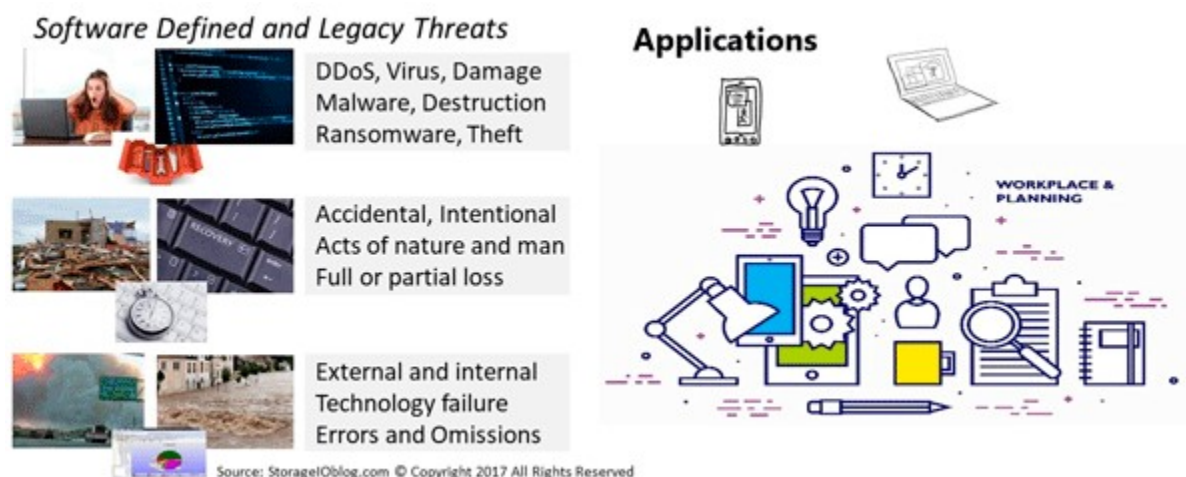 Software Defined and Legacy Threats
DDoS, Virus, Damage
Malware, Destruction
Ransomware, Theft
RECOVERY
Accidental, Intentional
Acts of nature and man
Full or partial loss
External and internal
Technology failure
Errors and Omissions
Source: StorageIOblog.com © Copyright 2017 All Rights Reserved
Applications
WORKPLACE &
PLANNING